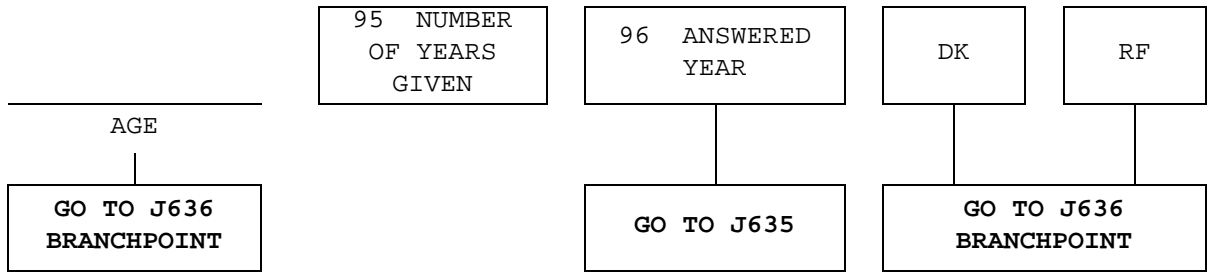 95 NUMBER
OF YEARS
GIVEN
96 ANSWERED
YEAR
DK
RF
AGE
GO TO J636
BRANCHPOINT
GO TO J635
GO TO J636
BRANCHPOINT